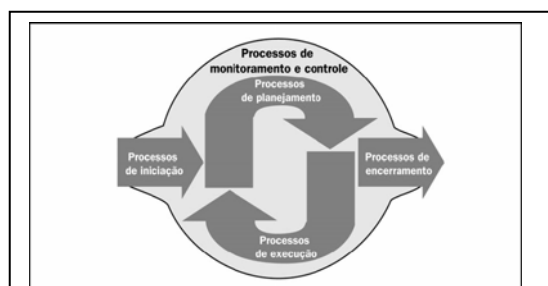 Processos de
monitoramento e controle
Processos
de planejamento
Processos
de iniciação
Processos de
encerramento
Processos
de execução